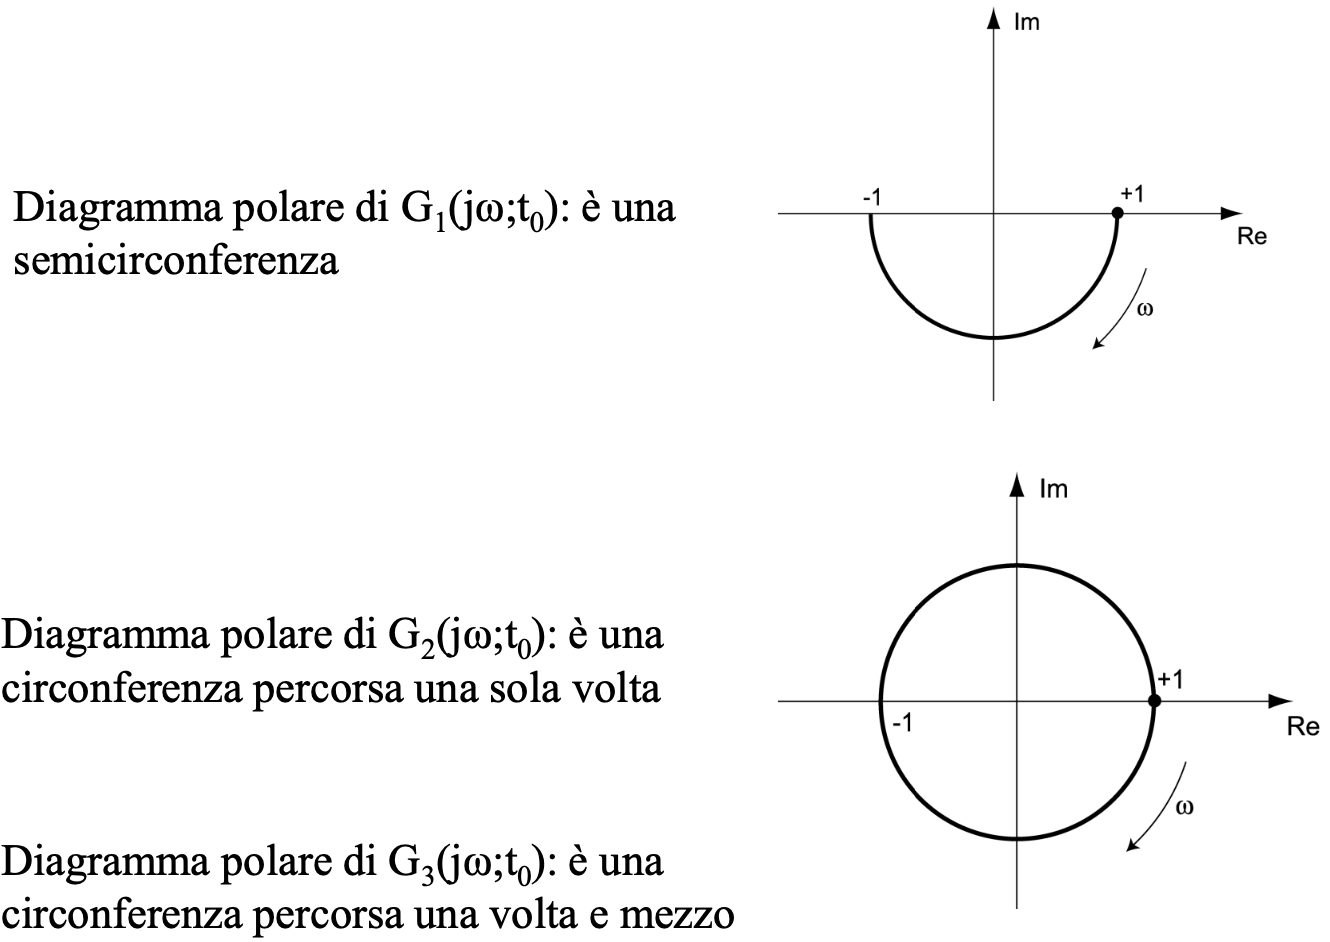 Im
-1
+1
Re
ω
Diagramma polare di G₁(jω;t₀): è una
semicirconferenza
Im
+1
-1
Re
ω
Diagramma polare di G₂(jω;t₀): è una
circonferenza percorsa una sola volta
Diagramma polare di G₃(jω;t₀): è una
circonferenza percorsa una volta e mezzo